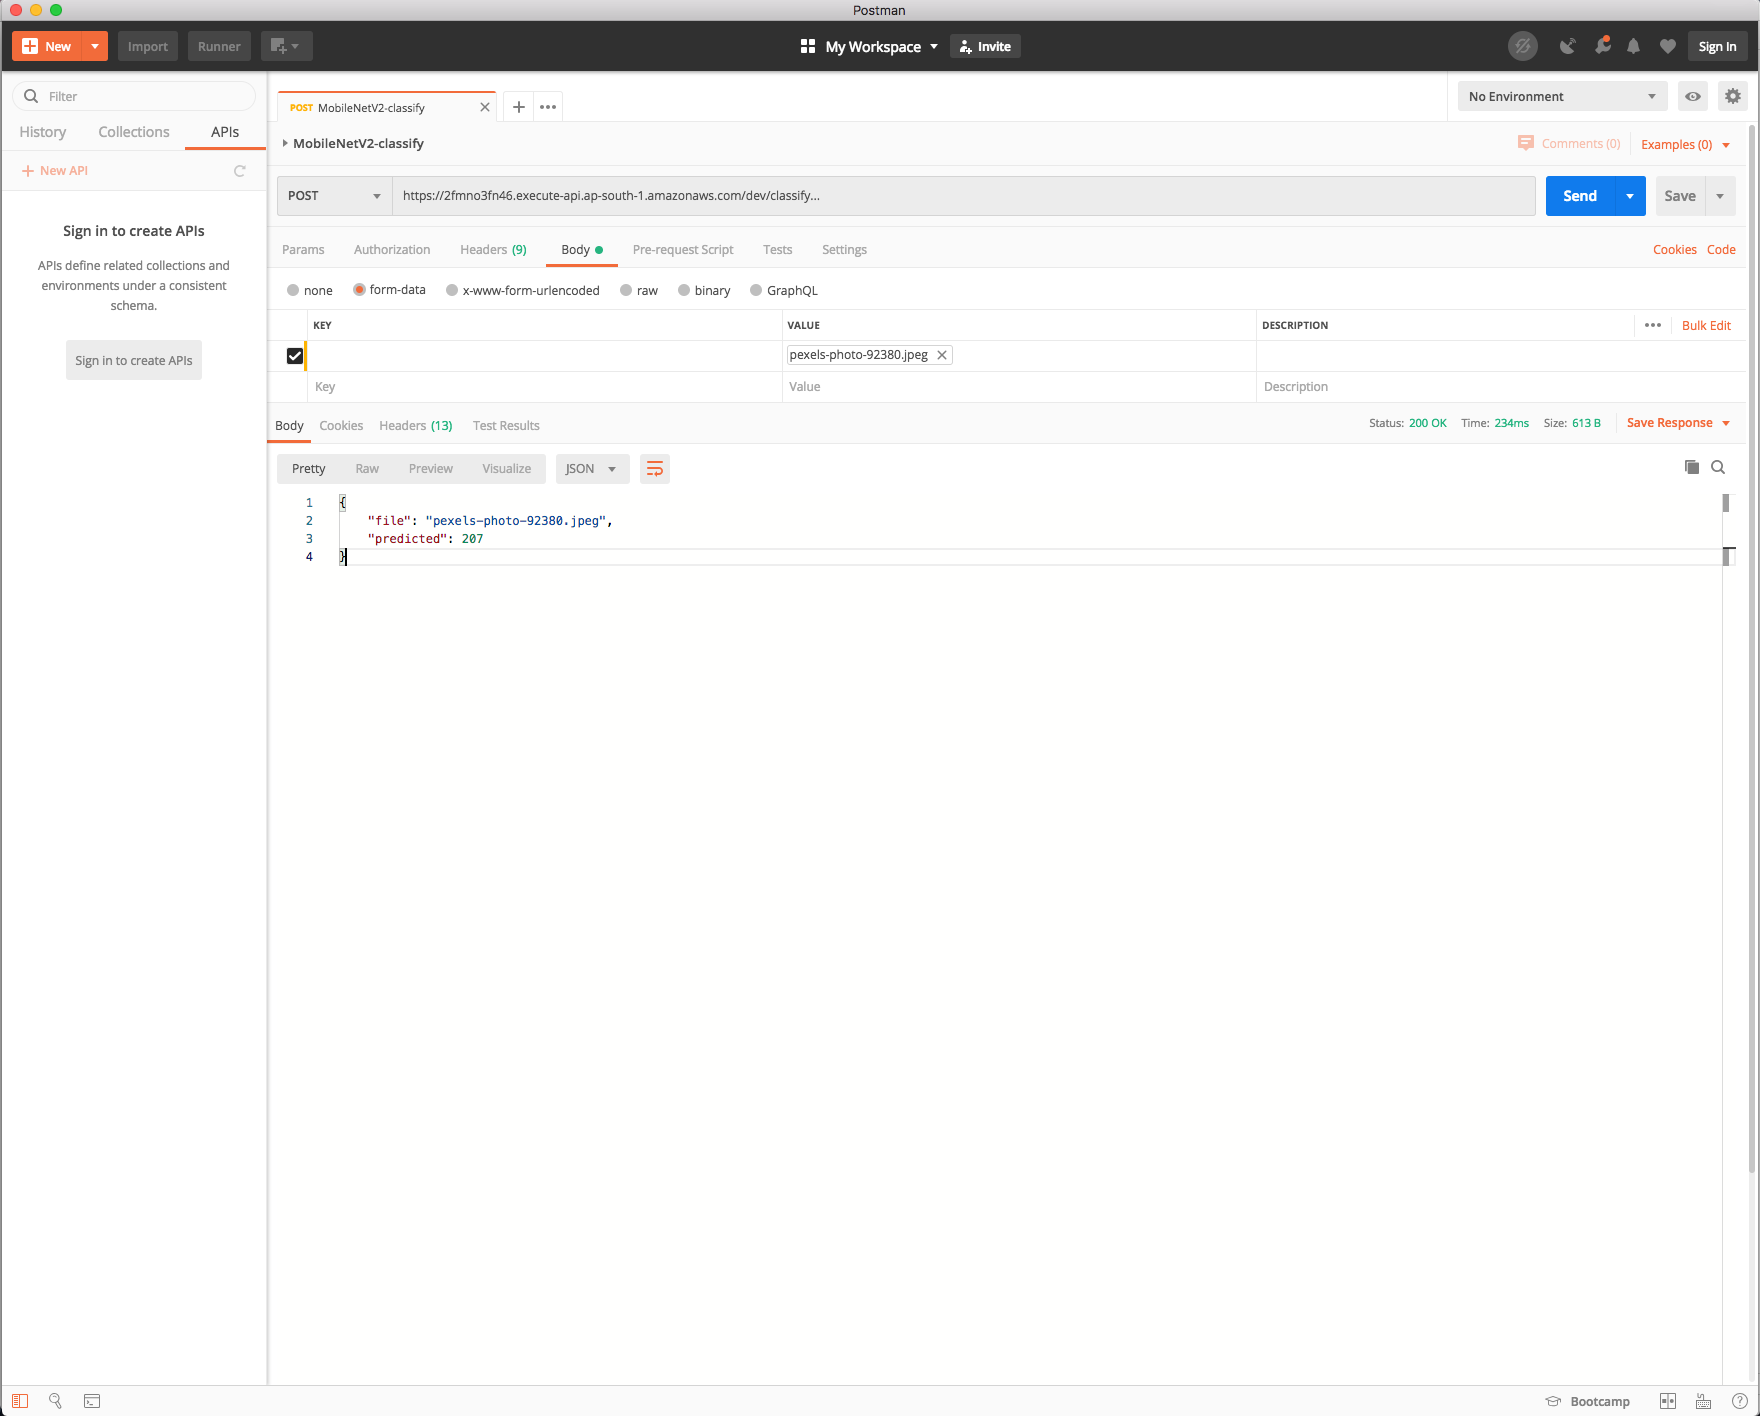 Postman
New
Import
Runner
My Workspace
Invite
Sign In
Filter
History Collections APIs
New API
Sign in to create APIs
APIs define related collections and
environments under a consistent
schema.
Sign in to create APIs
POST MobileNetV2-classify
No Environment
MobileNetV2-classify
Comments (0)
Examples (0)
POST
https://2fmno3fn46.execute-api.ap-south-1.amazonaws.com/dev/classify...
Send
Save
Params Authorization Headers (9) Body Pre-request Script Tests Settings
Cookies Code
none form-data x-www-form-urlencoded raw binary GraphQL
KEY VALUE DESCRIPTION
Bulk Edit
pexels-photo-92380.jpeg
Key Value Description
Body Cookies Headers (13) Test Results
Status: 200 OK Time: 234ms Size: 613 B Save Response
Pretty Raw Preview Visualize JSON
1 {
2 "file": "pexels-photo-92380.jpeg",
3 "predicted": 207
4 }
Bootcamp